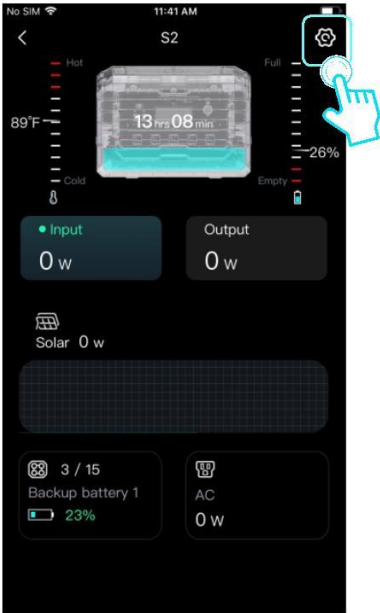 No SIM 11:41 AM
S2
Hot Full
89°F 13 hrs 08 min 26%
Cold Empty
Input Output
0 w 0 w
Solar 0 w
3 / 15
Backup battery 1 AC
23% 0 w